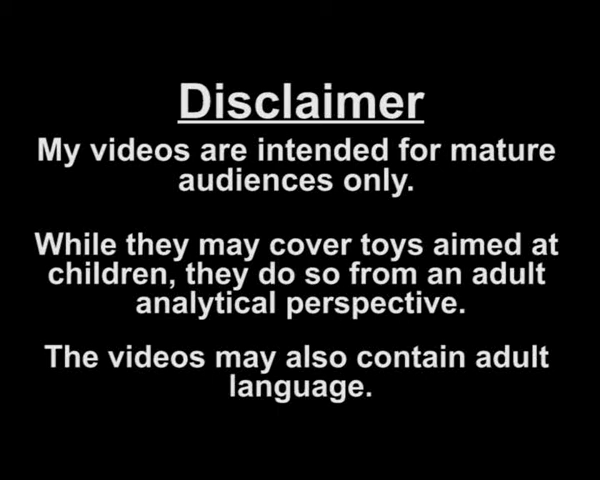 Disclaimer
My videos are intended for mature
audiences only.
While they may cover toys aimed at
children, they do so from an adult
analytical perspective.
The videos may also contain adult
language.